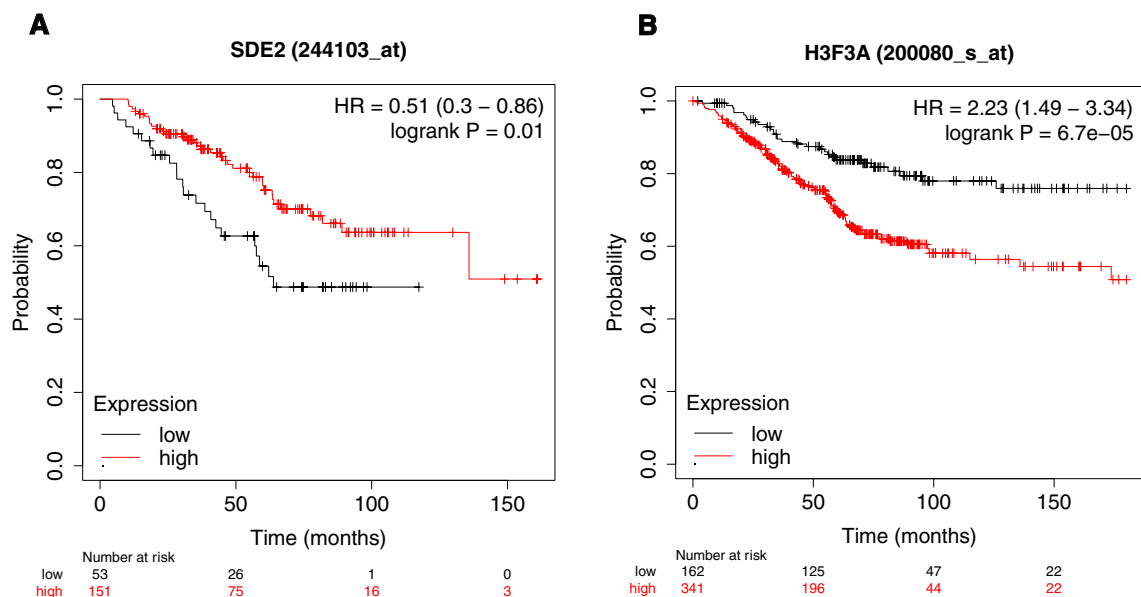 A
SDE2 (244103_at)
HR = 0.51 (0.3 – 0.86)
logrank P = 0.01
Probability
1.0
0.8
0.6
0.4
0.2
0.0
Expression
low
high
0 50 100 150
Time (months)
Number at risk
low 53 26 1 0
high 151 75 16 3
B
H3F3A (200080_s_at)
HR = 2.23 (1.49 – 3.34)
logrank P = 6.7e−05
Probability
1.0
0.8
0.6
0.4
0.2
0.0
Expression
low
high
0 50 100 150
Time (months)
Number at risk
low 162 125 47 22
high 341 196 44 22